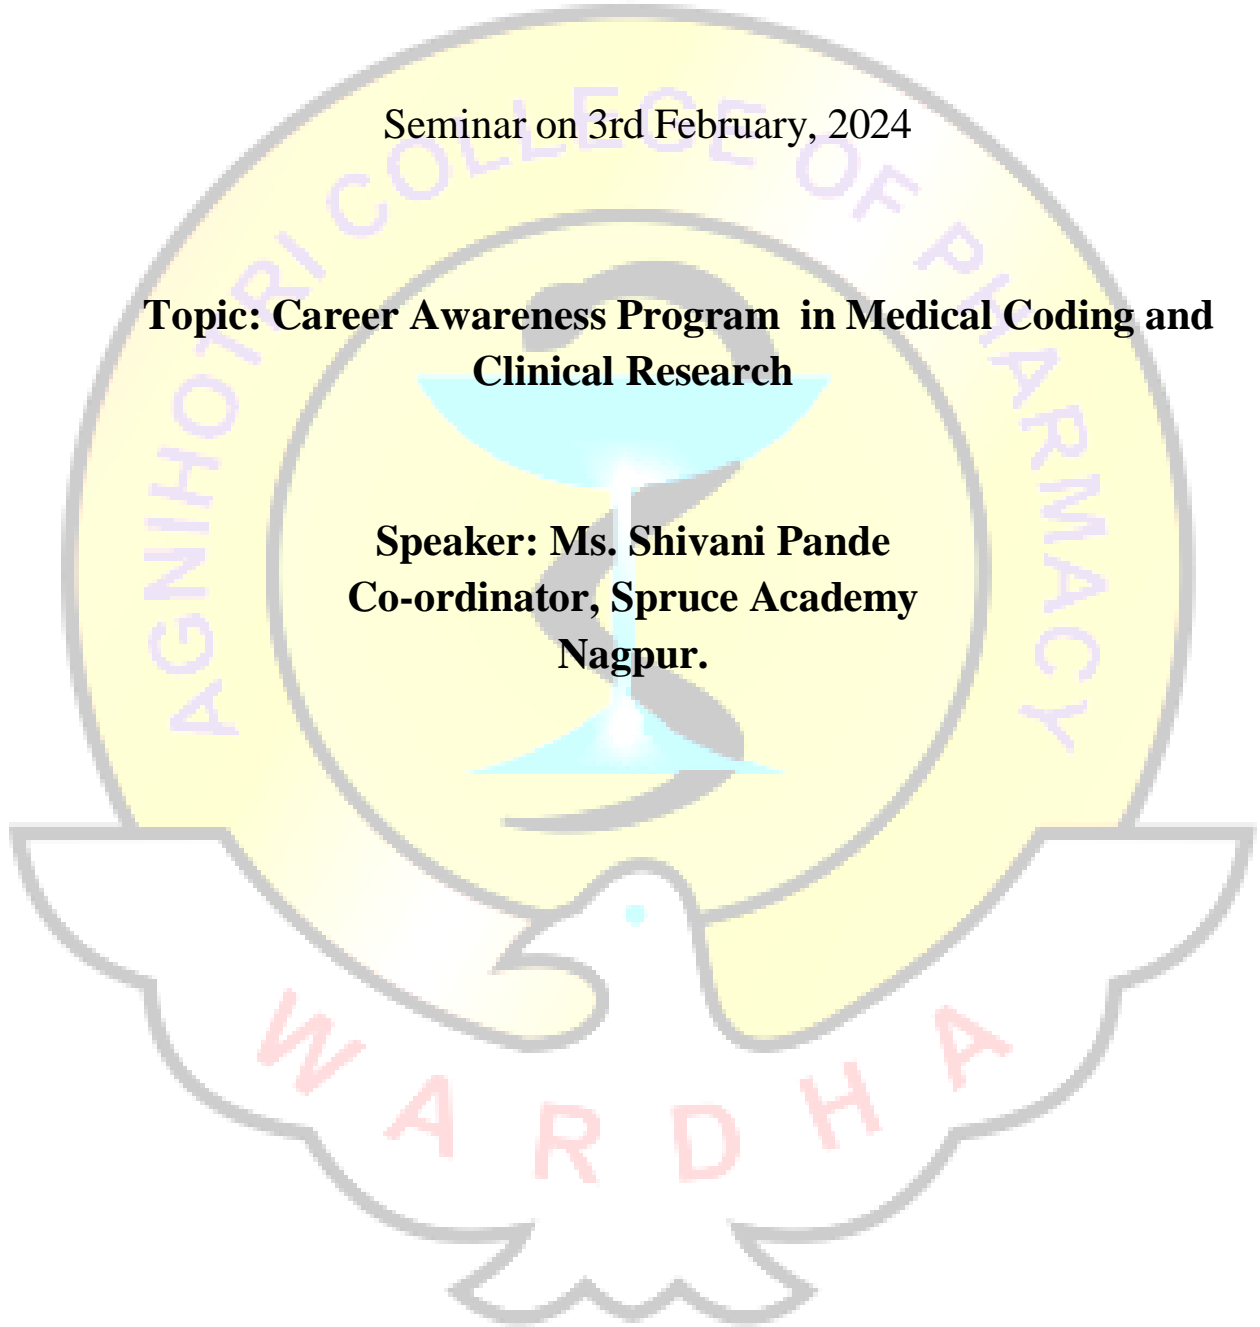 Seminar on 3rd February, 2024
Topic: Career Awareness Program  in Medical Coding and
Clinical Research
Speaker: Ms. Shivani Pande
Co-ordinator, Spruce Academy
Nagpur.
AGNIHOTRI COLLEGE OF PHARMACY
WARDHA